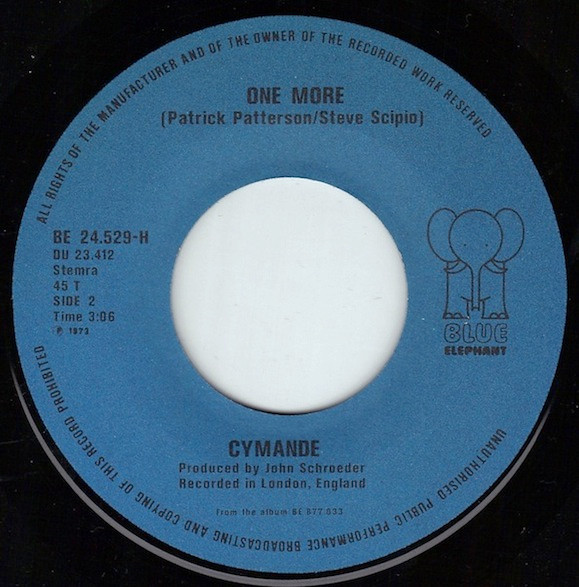 ALL RIGHTS OF THE MANUFACTURER AND OF THE OWNER OF THE RECORDED WORK RESERVED
ONE MORE
(Patrick Patterson/Steve Scipio)
BE 24.529-H
DU 23.412
Stemra
45 T
SIDE 2
Time 3:06
℗ 1973
BLUE
ELEPHANT
CYMANDE
Produced by John Schroeder
Recorded in London, England
From the album BE 877.033
UNAUTHORISED PUBLIC PERFORMANCE BROADCASTING AND COPYING OF THIS RECORD PROHIBITED